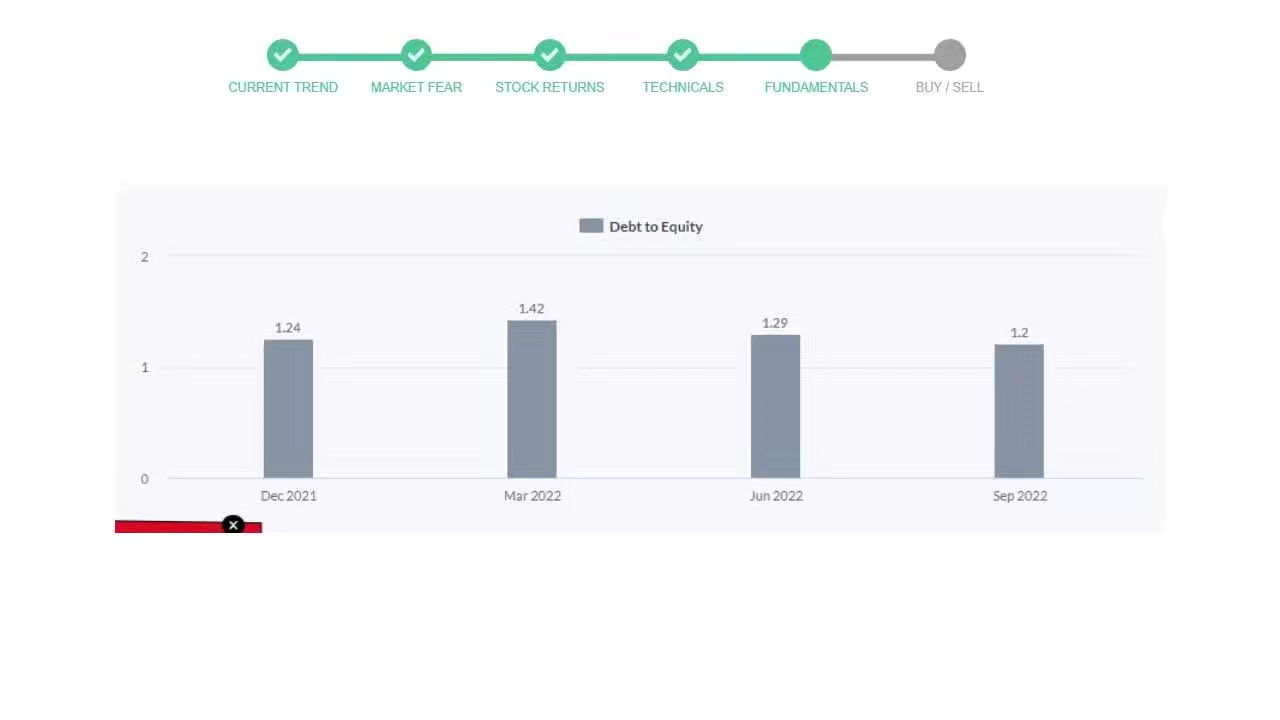 CURRENT TREND MARKET FEAR STOCK RETURNS TECHNICALS FUNDAMENTALS BUY / SELL
Debt to Equity
2
1.42
1.24 1.29 1.2
1
0
Dec 2021 Mar 2022 Jun 2022 Sep 2022